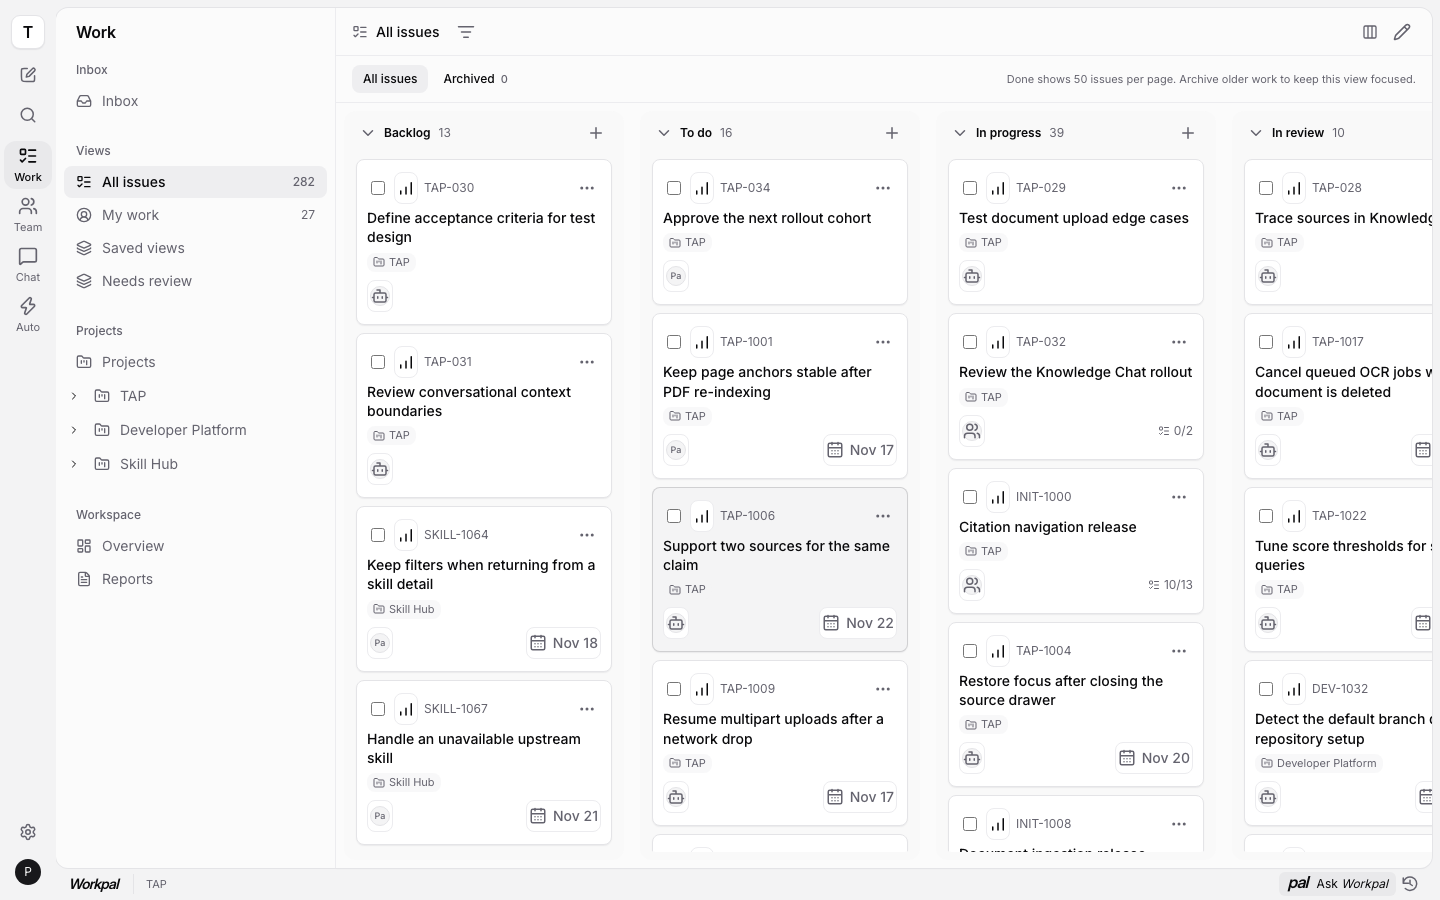 T
Work
Team
Chat
Auto
P
Work
Inbox
Inbox
Views
All issues 282
My work 27
Saved views
Needs review
Projects
Projects
TAP
Developer Platform
Skill Hub
Workspace
Overview
Reports
All issues
All issues Archived 0
Done shows 50 issues per page. Archive older work to keep this view focused.
Backlog 13
TAP-030
Define acceptance criteria for test
design
TAP
TAP-031
Review conversational context
boundaries
TAP
SKILL-1064
Keep filters when returning from a
skill detail
Skill Hub
Pa Nov 18
SKILL-1067
Handle an unavailable upstream
skill
Skill Hub
Pa Nov 21
To do 16
TAP-034
Approve the next rollout cohort
TAP
Pa
TAP-1001
Keep page anchors stable after
PDF re-indexing
TAP
Pa Nov 17
TAP-1006
Support two sources for the same
claim
TAP
Nov 22
TAP-1009
Resume multipart uploads after a
network drop
TAP
Nov 17
In progress 39
TAP-029
Test document upload edge cases
TAP
TAP-032
Review the Knowledge Chat rollout
TAP
0/2
INIT-1000
Citation navigation release
TAP
10/13
TAP-1004
Restore focus after closing the
source drawer
TAP
Nov 20
INIT-1008
Document ingestion release
In review 10
TAP-028
Trace sources in
TAP
TAP-1017
Cancel queued OCR jobs
document is deleted
TAP
TAP-1022
Tune score thresholds for
queries
TAP
DEV-1032
Detect the default branch
repository setup
Developer Platform
Workpal TAP
pal Ask Workpal